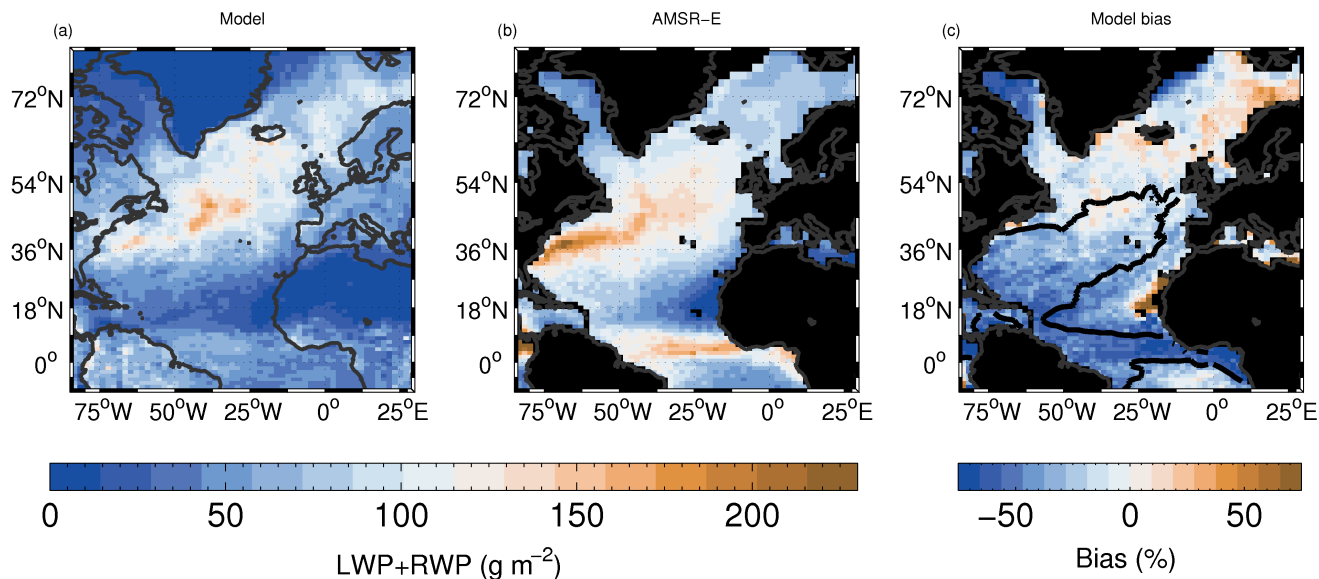 Model
AMSR−E
Model bias
(a)
(b)
(c)
72°N
54°N
36°N
18°N
0°
75°W 50°W 25°W 0° 25°E
72°N
54°N
36°N
18°N
0°
75°W 50°W 25°W 0° 25°E
72°N
54°N
36°N
18°N
0°
75°W 50°W 25°W 0° 25°E
0 50 100 150 200
LWP+RWP (g m⁻²)
−50 0 50
Bias (%)